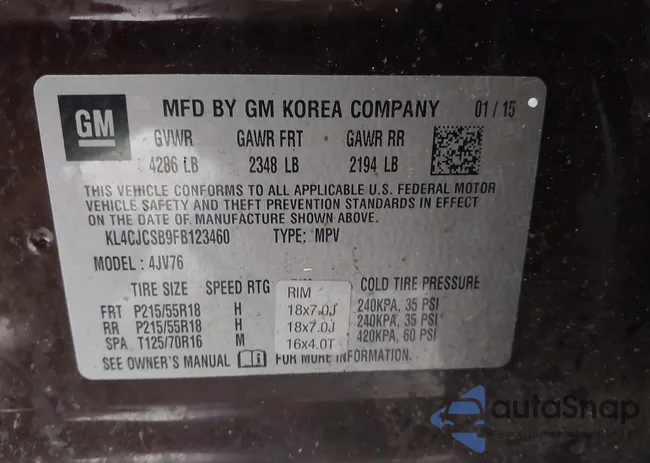 GM MFD BY GM KOREA COMPANY 01 / 15
GVWR GAWR FRT GAWR RR
4286 LB 2348 LB 2194 LB
THIS VEHICLE CONFORMS TO ALL APPLICABLE U.S. FEDERAL MOTOR
VEHICLE SAFETY AND THEFT PREVENTION STANDARDS IN EFFECT
ON THE DATE OF MANUFACTURE SHOWN ABOVE.
KL4CJCSB9FB123460 TYPE: MPV
MODEL: 4JV76
TIRE SIZE SPEED RTG RIM COLD TIRE PRESSURE
FRT P215/55R18 H 18x7.0J 240KPA, 35 PSI
RR P215/55R18 H 18x7.0J 240KPA, 35 PSI
SPA T125/70R16 M 16x4.0T 420KPA, 60 PSI
SEE OWNER'S MANUAL FOR MORE INFORMATION.
autoSnap